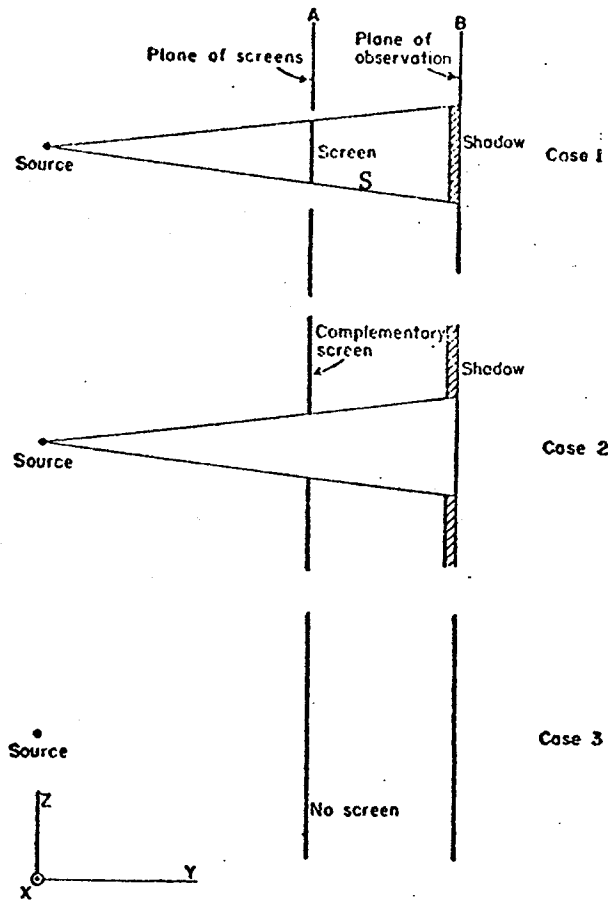 A
B
Plane of screens
Plane of
observation
Source
Screen
S
Shadow
Case 1
Complementary
screen
Shadow
Source
Case 2
Source
No screen
Case 3
Z
X
Y